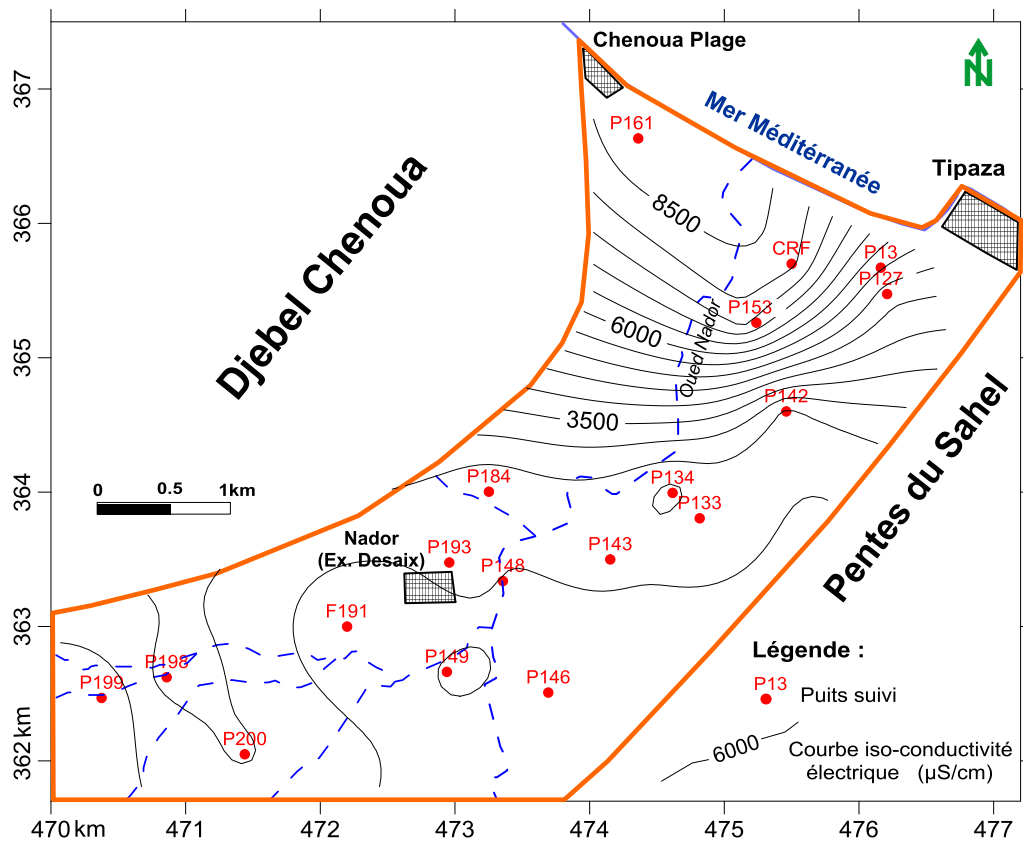 Chenoua Plage
N
367
P161
Mer Méditérranée
Tipaza
Djebel Chenoua
366
8500
CRF
P13
P127
P153
6000
Oued Nador
365
P142
3500
Pentes du Sahel
364
0 0.5 1km
P184
P134
P133
Nador
(Ex. Desaix)
P193
P148
P143
363
F191
P149
P146
P198
P199
P200
362 km
Légende :
P13
Puits suivi
6000
Courbe iso-conductivité
électrique (µS/cm)
470 km 471 472 473 474 475 476 477